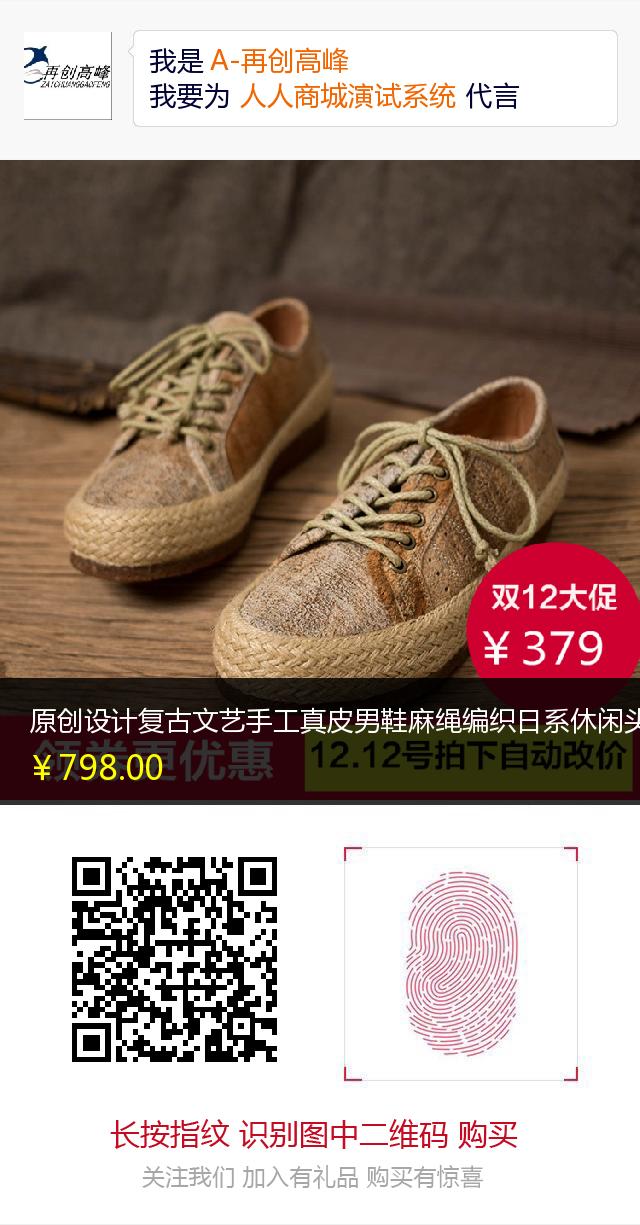 再创高峰
ZAICHUANGGAOFENG
我是 A-再创高峰
我要为 人人商城演试系统 代言
双12大促
￥379
原创设计复古文艺手工真皮男鞋麻绳编织日系休闲头
领券更优惠
￥798.00
12.12号拍下自动改价
长按指纹 识别图中二维码 购买
关注我们 加入有礼品 购买有惊喜